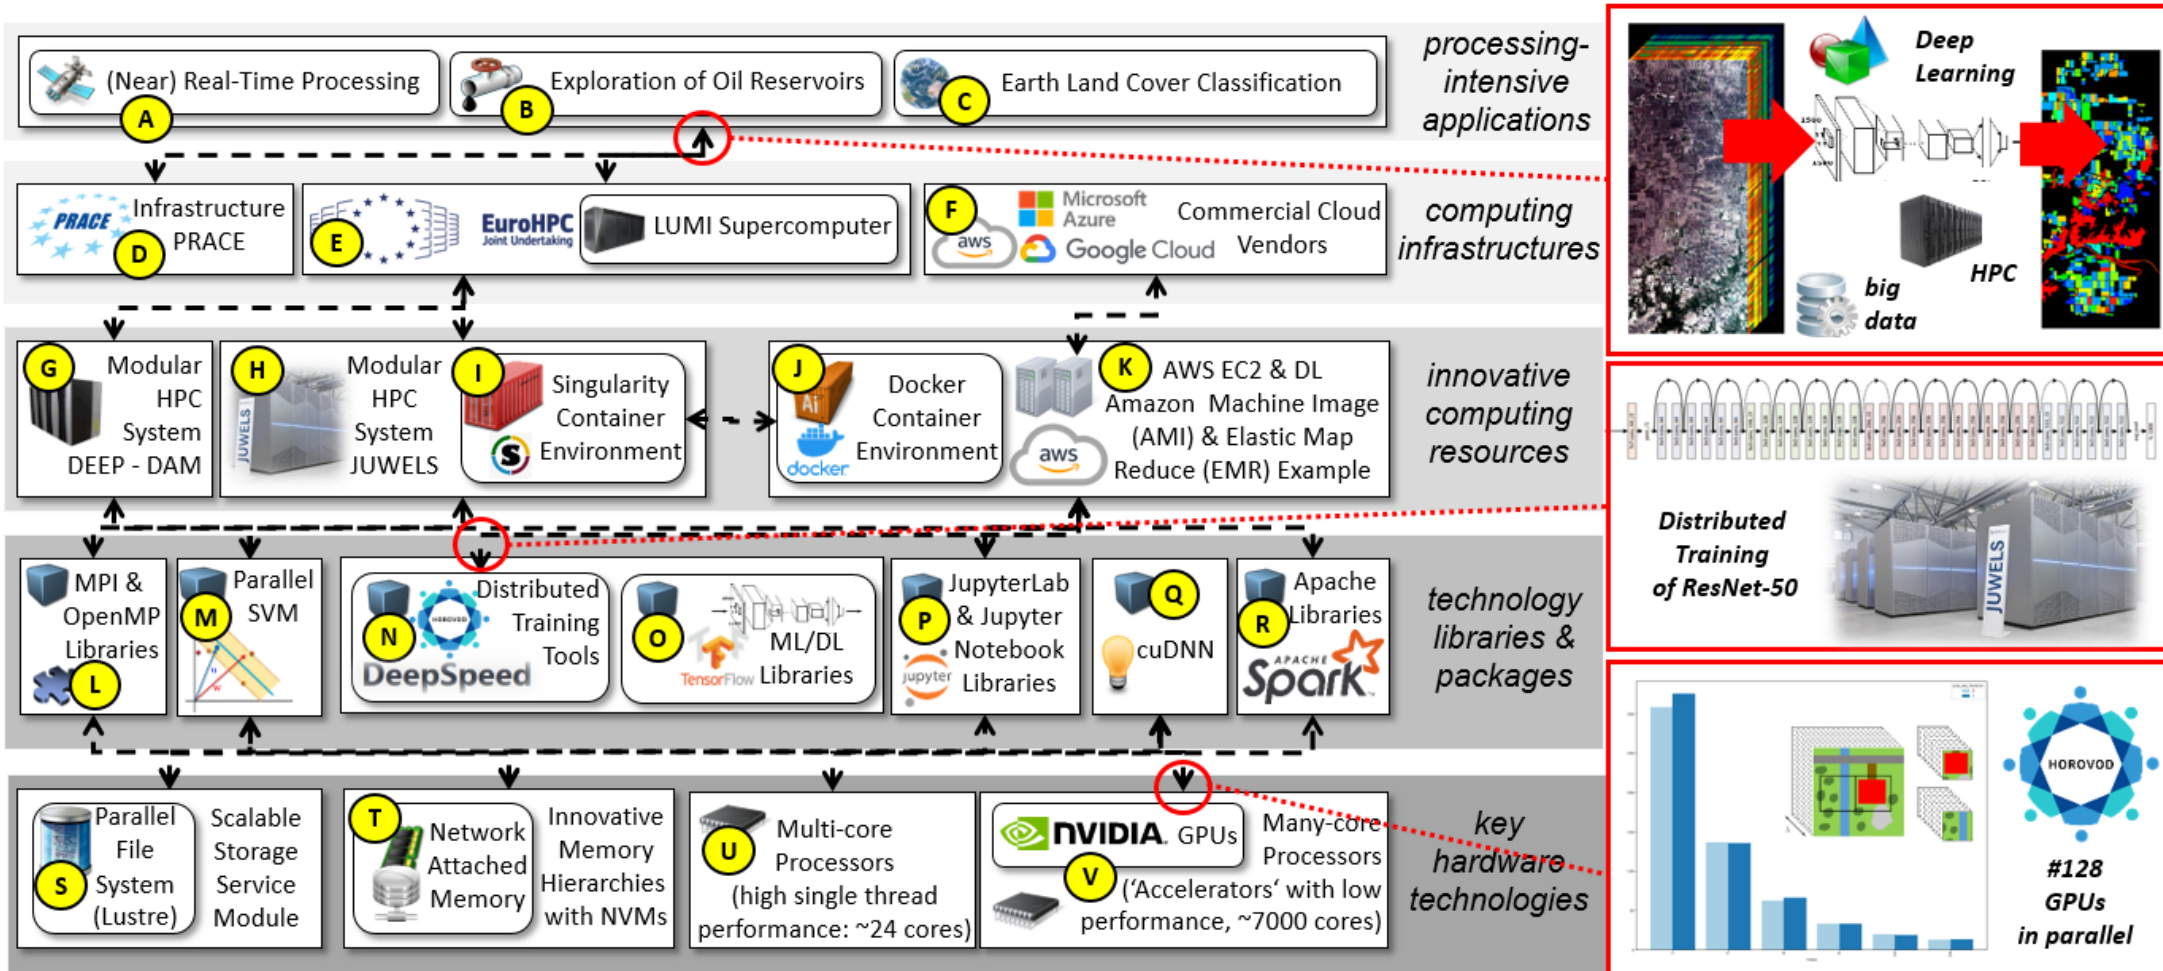 (Near) Real-Time Processing
A
Exploration of Oil Reservoirs
B
Earth Land Cover Classification
C
processing-
intensive
applications
PRACE
Infrastructure
PRACE
D
E
EuroHPC
Joint Undertaking
LUMI Supercomputer
F
aws
Microsoft
Azure
Google Cloud
Commercial Cloud
Vendors
computing
infrastructures
G
Modular
HPC
System
DEEP - DAM
H
JUWELS
Modular
HPC
System
JUWELS
I
Singularity
Container
Environment
S
J
Ai
docker
Docker
Container
Environment
K
aws
AWS EC2 & DL
Amazon Machine Image
(AMI) & Elastic Map
Reduce (EMR) Example
innovative
computing
resources
MPI &
OpenMP
Libraries
L
Parallel
SVM
M
N
HOROVOD
DeepSpeed
Distributed
Training
Tools
O
TensorFlow
ML/DL
Libraries
P
jupyter
JupyterLab
& Jupyter
Notebook
Libraries
Q
cuDNN
R
Apache
Libraries
APACHE
Spark
technology
libraries &
packages
S
Parallel
File
System
(Lustre)
Scalable
Storage
Service
Module
T
Network
Attached
Memory
Innovative
Memory
Hierarchies
with NVMs
U
Multi-core
Processors
(high single thread
performance: ~24 cores)
NVIDIA. GPUs
V
Many-core
Processors
('Accelerators' with low
performance, ~7000 cores)
key
hardware
technologies
Deep
Learning
HPC
big
data
Distributed
Training
of ResNet-50
JUWELS
HOROVOD
#128
GPUs
in parallel